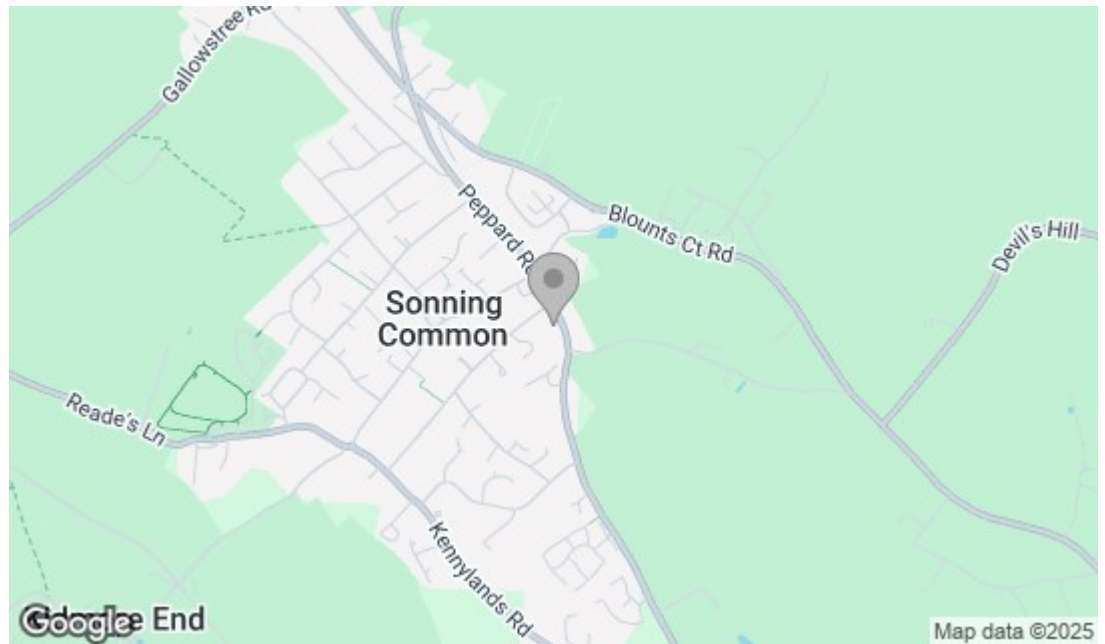 Gallowstree Rd
Peppard Rd
Blounts Ct Rd
Devil's Hill
Sonning
Common
Reade's Ln
Kennylands Rd
Google
End
Map data ©2025